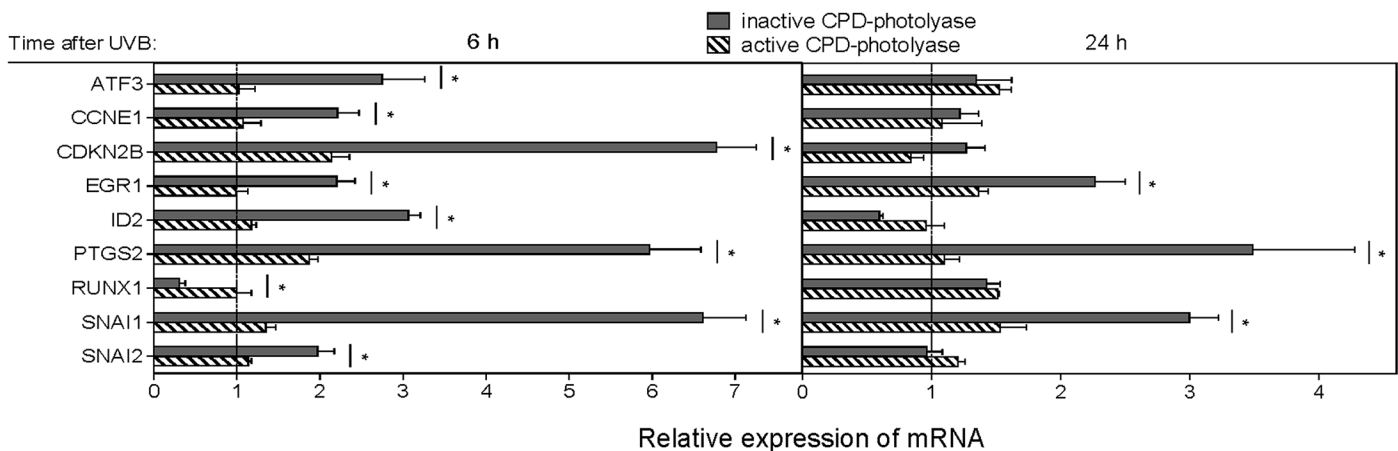 inactive CPD-photolyase
Time after UVB: 6 h active CPD-photolyase 24 h
ATF3 * 
CCNE1 *
CDKN2B *
EGR1 * *
ID2 *
PTGS2 * *
RUNX1 *
SNAI1 * *
SNAI2 *
0 1 2 3 4 5 6 7 0 1 2 3 4
Relative expression of mRNA